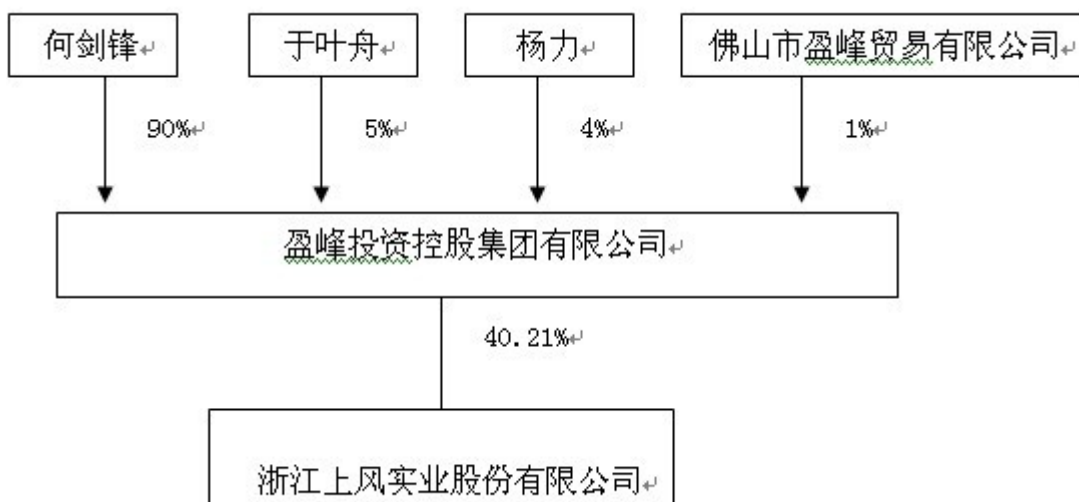 何剑锋
于叶舟
杨力
佛山市盈峰贸易有限公司
90%
5%
4%
1%
盈峰投资控股集团有限公司
40.21%
浙江上风实业股份有限公司